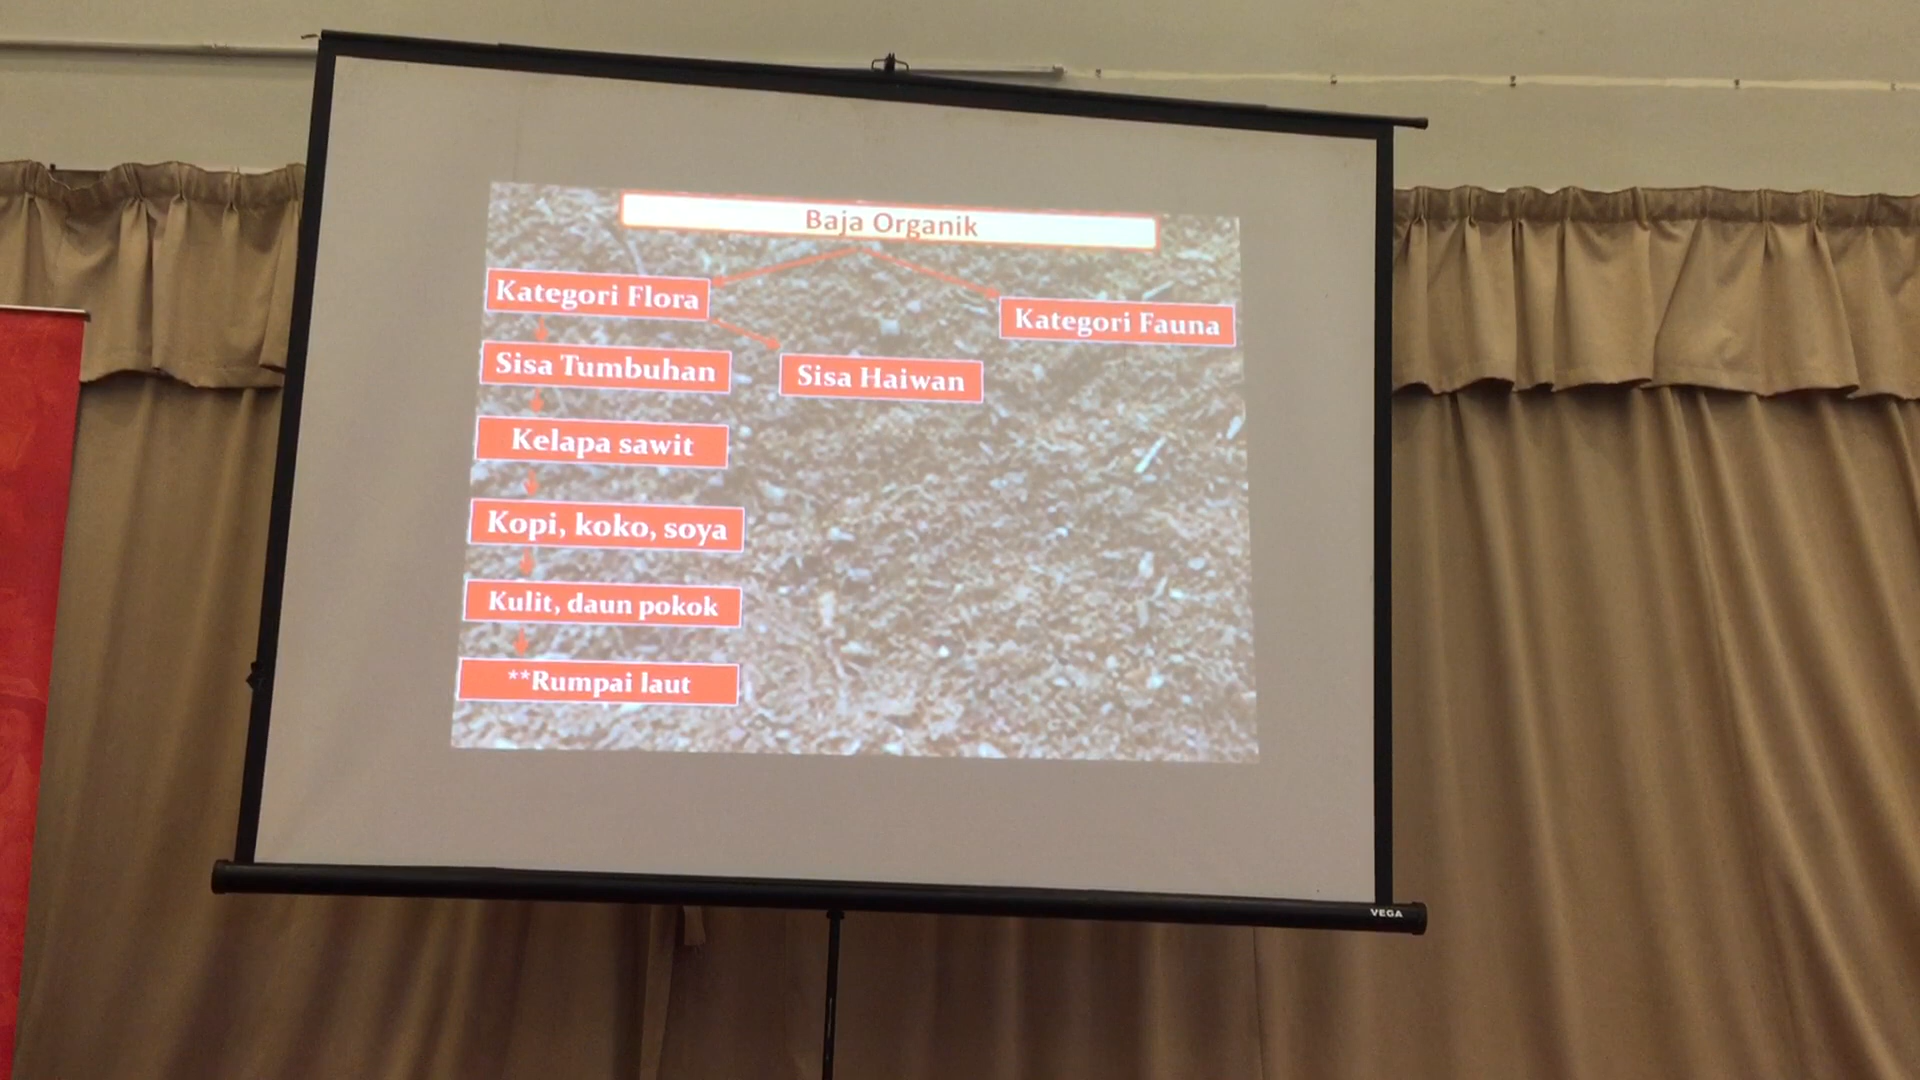 Baja Organik
Kategori Flora
Kategori Fauna
Sisa Tumbuhan
Sisa Haiwan
Kelapa sawit
Kopi, koko, soya
Kulit, daun pokok
**Rumpai laut
VEGA